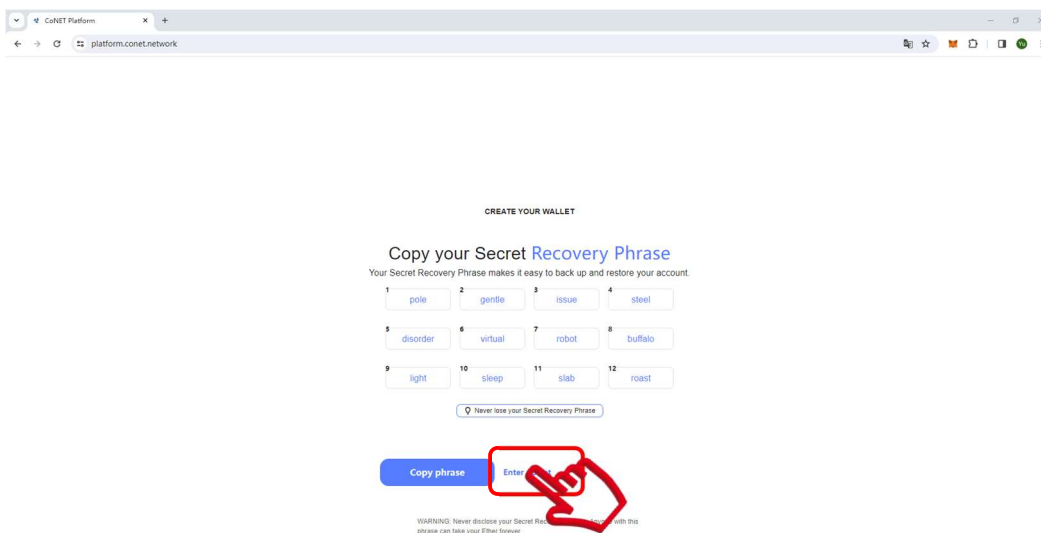 CoNET Platform
platform.conet.network
Yu
CREATE YOUR WALLET
Copy your Secret Recovery Phrase
Your Secret Recovery Phrase makes it easy to back up and restore your account.
1 pole 2 gentle 3 issue 4 steel
5 disorder 6 virtual 7 robot 8 buffalo
9 light 10 sleep 11 slab 12 roast
Never lose your Secret Recovery Phrase
Copy phrase Enter
WARNING: Never disclose your Secret with this
phrase can take your Ether forever.